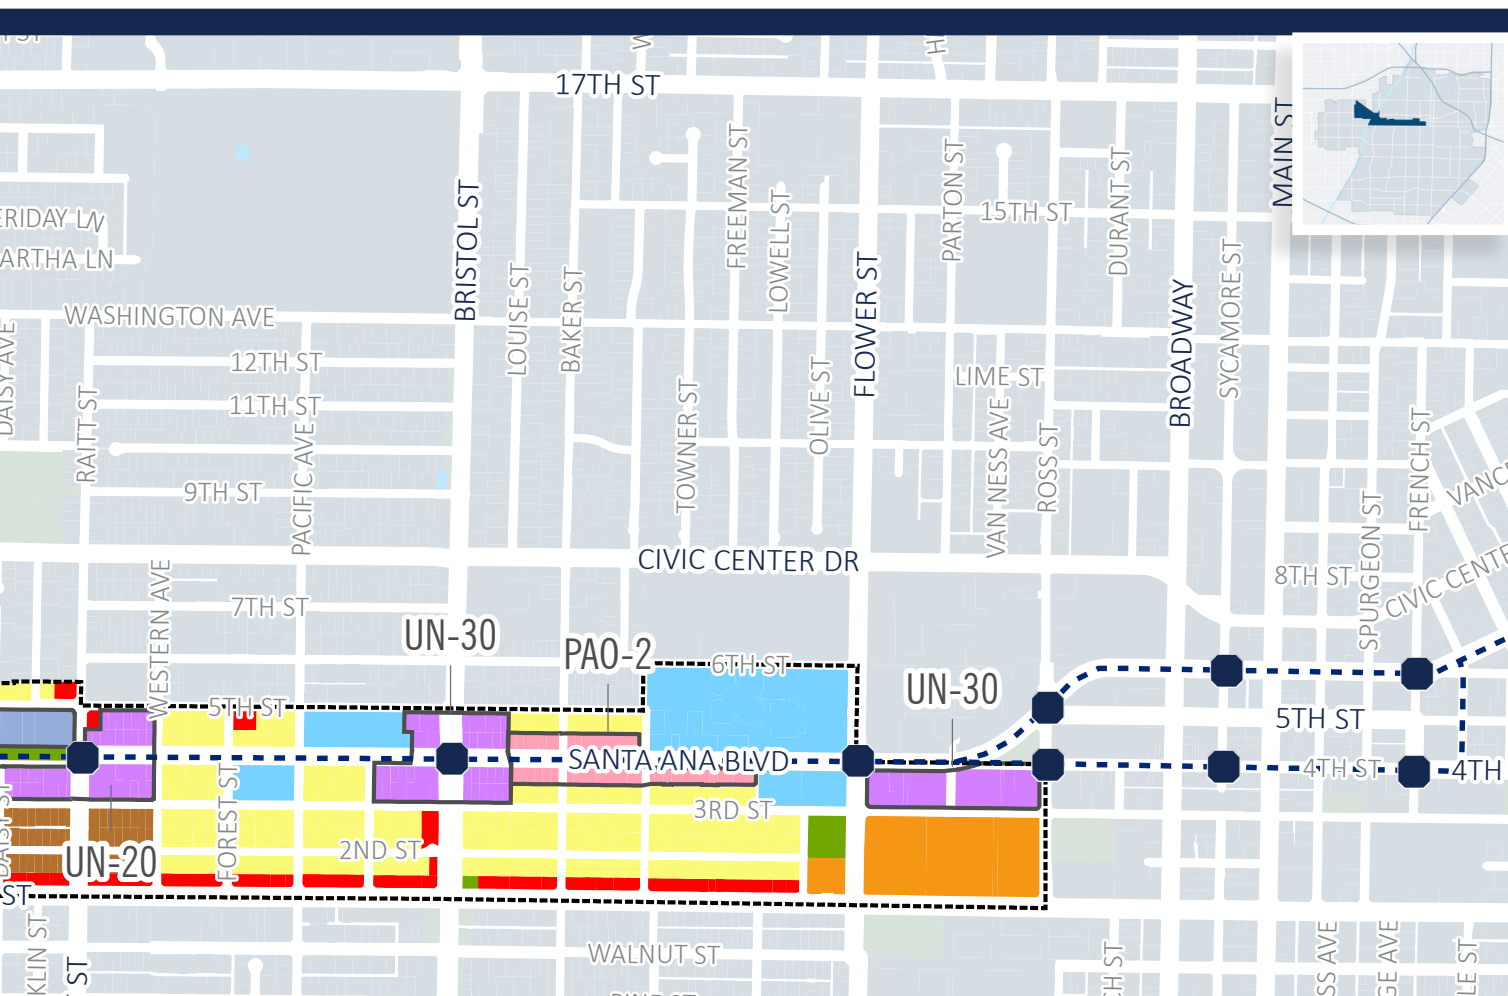 17TH ST
MAIN ST
FREEMAN ST
PARTON ST
DURANT ST
15TH ST
BRISTOL ST
LOWELL ST
LOUISE ST
BAKER ST
FLOWER ST
BROADWAY
SYCAMORE ST
WASHINGTON AVE
12TH ST
11TH ST
RAITT ST
PACIFIC AVE
9TH ST
TOWNER ST
OLIVE ST
LIME ST
VAN NESS AVE
ROSS ST
FRENCH ST
SPURGEON ST
CIVIC CENTER DR
8TH ST
WESTERN AVE
7TH ST
UN-30
PAO-2
6TH ST
UN-30
5TH ST
5TH ST
SANTA ANA BLVD
4TH ST
4TH
3RD ST
FOREST ST
2ND ST
UN-20
ST
WALNUT ST
ST